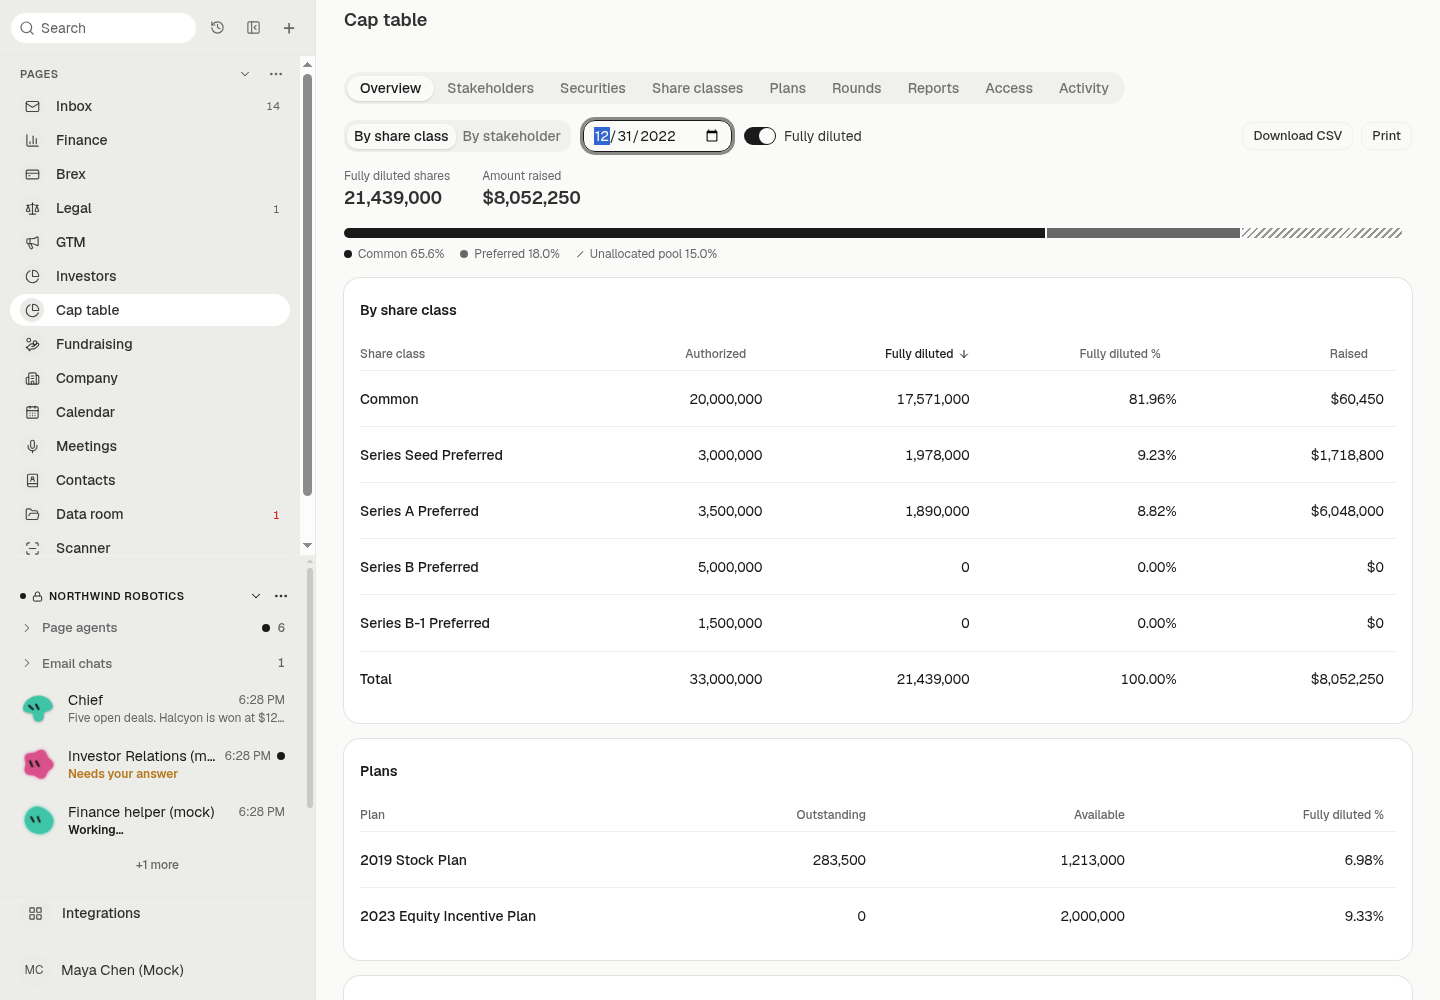 Search
PAGES
Inbox 14
Finance
Brex
Legal 1
GTM
Investors
Cap table
Fundraising
Company
Calendar
Meetings
Contacts
Data room 1
Scanner
NORTHWIND ROBOTICS
Page agents 6
Email chats 1
Chief 6:28 PM
Five open deals. Halcyon is won at $12...
Investor Relations (m... 6:28 PM
Needs your answer
Finance helper (mock) 6:28 PM
Working...
+1 more
Integrations
MC Maya Chen (Mock)
Cap table
Overview Stakeholders Securities Share classes Plans Rounds Reports Access Activity
By share class By stakeholder 12/31/2022 Fully diluted Download CSV Print
Fully diluted shares Amount raised
21,439,000 $8,052,250
Common 65.6% Preferred 18.0% Unallocated pool 15.0%
By share class
Share class Authorized Fully diluted ↓ Fully diluted % Raised
Common 20,000,000 17,571,000 81.96% $60,450
Series Seed Preferred 3,000,000 1,978,000 9.23% $1,718,800
Series A Preferred 3,500,000 1,890,000 8.82% $6,048,000
Series B Preferred 5,000,000 0 0.00% $0
Series B-1 Preferred 1,500,000 0 0.00% $0
Total 33,000,000 21,439,000 100.00% $8,052,250
Plans
Plan Outstanding Available Fully diluted %
2019 Stock Plan 283,500 1,213,000 6.98%
2023 Equity Incentive Plan 0 2,000,000 9.33%